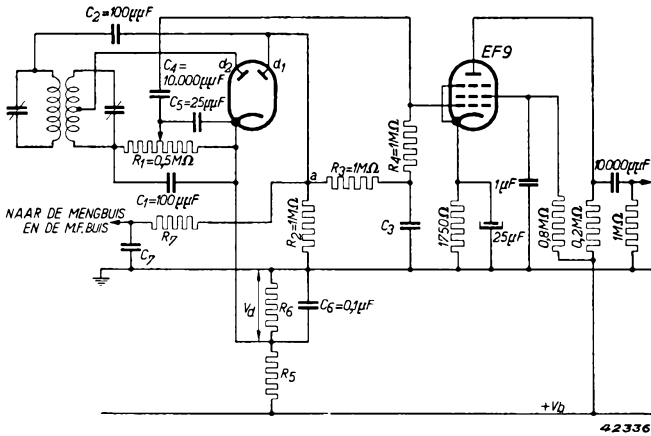 C2=100µµF
d2
d1
EF9
C4=
10.000µµF
C5=25µµF
R1=0,5MΩ
R4=1MΩ
C1=100µµF
a
R3=1MΩ
1µF
10000µµF
NAAR DE MENGBUIS
EN DE M.F. BUIS
R7
R2=1MΩ
C3
1750Ω
25µF
0,8MΩ
0,2MΩ
1MΩ
C7
Vd
R6
C6=0,1µF
R5
+Vb
42336